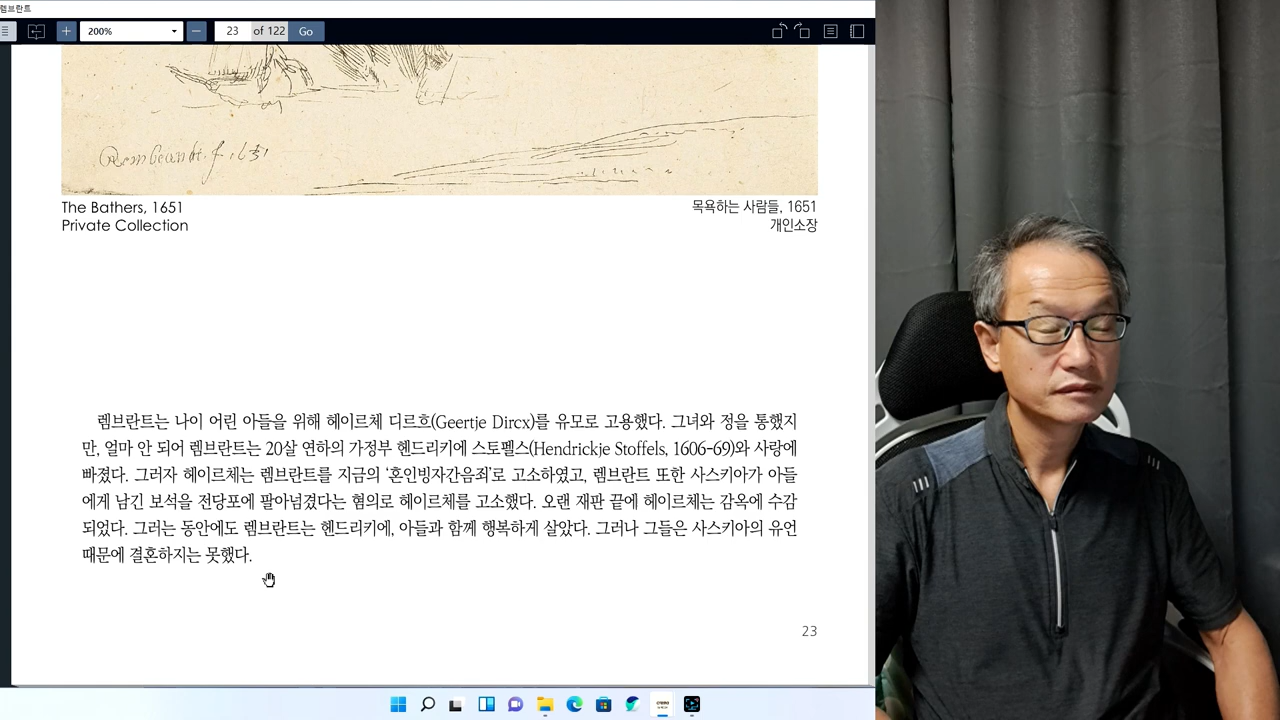 렘브란트
200%
23 of 122 Go
Rembrandt. f. 1651
The Bathers, 1651
Private Collection
목욕하는 사람들, 1651
개인소장
렘브란트는 나이 어린 아들을 위해 헤이르체 디르흐(Geertje Dircx)를 유모로 고용했다. 그녀와 정을 통했지
만, 얼마 안 되어 렘브란트는 20살 연하의 가정부 헨드리키에 스토펠스(Hendrickje Stoffels, 1606-69)와 사랑에
빠졌다. 그러자 헤이르체는 렘브란트를 지금의 ‘혼인빙자간음죄’로 고소하였고, 렘브란트 또한 사스키아가 아들
에게 남긴 보석을 전당포에 팔아넘겼다는 혐의로 헤이르체를 고소했다. 오랜 재판 끝에 헤이르체는 감옥에 수감
되었다. 그러는 동안에도 렘브란트는 헨드리키에, 아들과 함께 행복하게 살았다. 그러나 그들은 사스키아의 유언
때문에 결혼하지는 못했다.
23